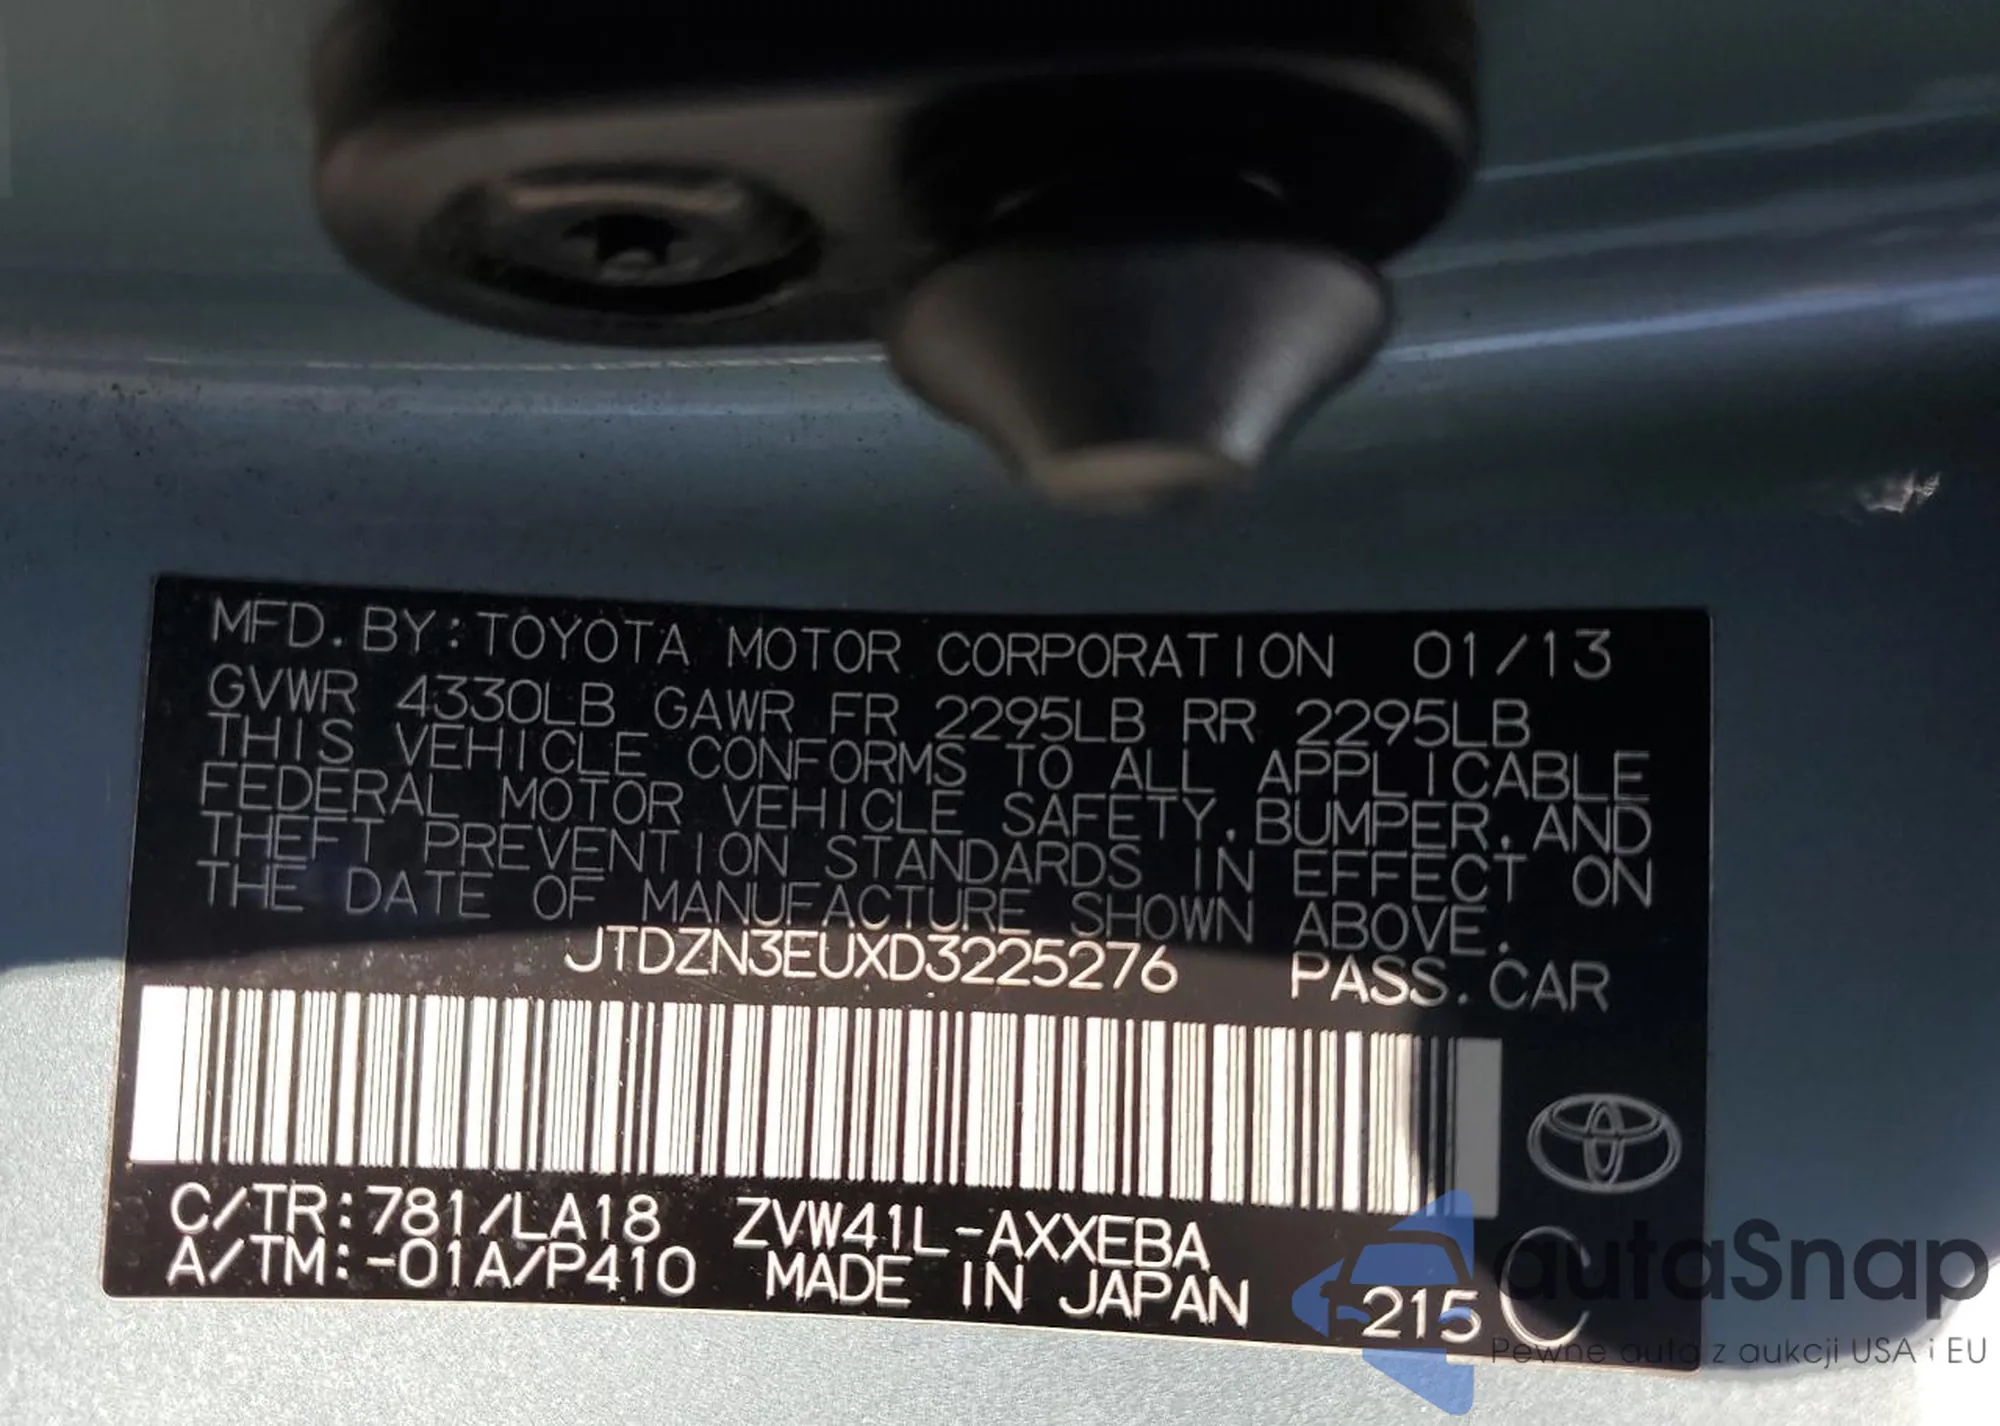 MFD. BY: TOYOTA MOTOR CORPORATION 01/13
GVWR 4330LB GAWR FR 2295LB RR 2295LB
THIS VEHICLE CONFORMS TO ALL APPLICABLE
FEDERAL MOTOR VEHICLE SAFETY, BUMPER, AND
THEFT PREVENTION STANDARDS IN EFFECT ON
THE DATE OF MANUFACTURE SHOWN ABOVE.
JTDZN3EUXD3225276 PASS. CAR
C/TR: 781/LA18 ZVW41L-AXXEBA
A/TM: -01A/P410 MADE IN JAPAN 215 C
autaSnap
Pewne auta z aukcji USA i EU